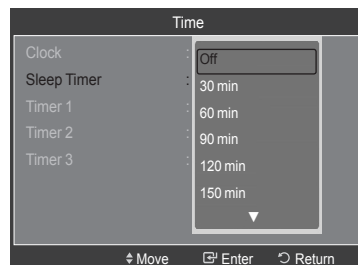 Time
Clock :
Sleep Timer :
Timer 1 :
Timer 2 :
Timer 3 :
Off
30 min
60 min
90 min
120 min
150 min
▼
Move Enter Return